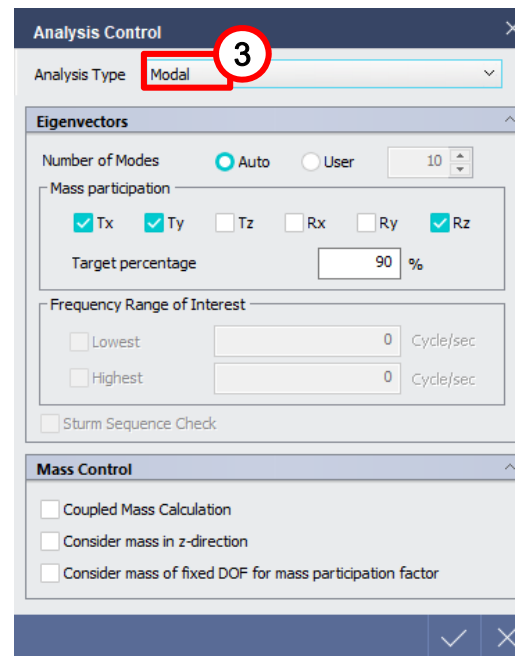 Analysis Control
3
Analysis Type Modal
Eigenvectors
Number of Modes Auto User 10
Mass participation
Tx Ty Tz Rx Ry Rz
Target percentage 90 %
Frequency Range of Interest
Lowest 0 Cycle/sec
Highest 0 Cycle/sec
Sturm Sequence Check
Mass Control
Coupled Mass Calculation
Consider mass in z-direction
Consider mass of fixed DOF for mass participation factor